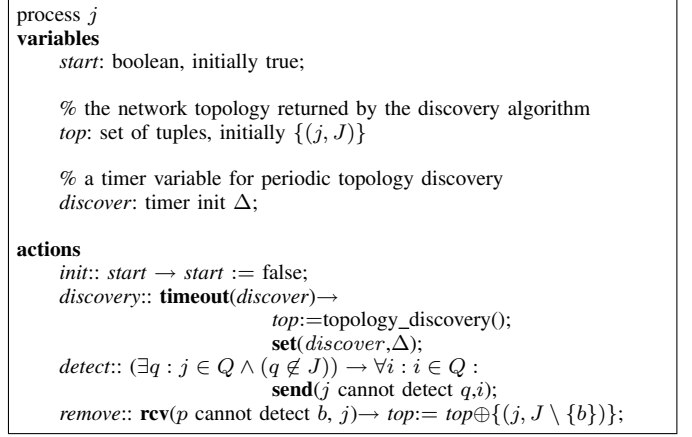 process j
variables
start: boolean, initially true;
% the network topology returned by the discovery algorithm
top: set of tuples, initially {(j, J)}
% a timer variable for periodic topology discovery
discover: timer init Δ;
actions
init:: start → start := false;
discovery:: timeout(discover)→
top:=topology_discovery();
set(discover,Δ);
detect:: (∃q : j ∈ Q ∧ (q ∉ J)) → ∀i : i ∈ Q :
send(j cannot detect q,i);
remove:: rcv(p cannot detect b, j)→ top:= top⊕{(j, J \ {b})};